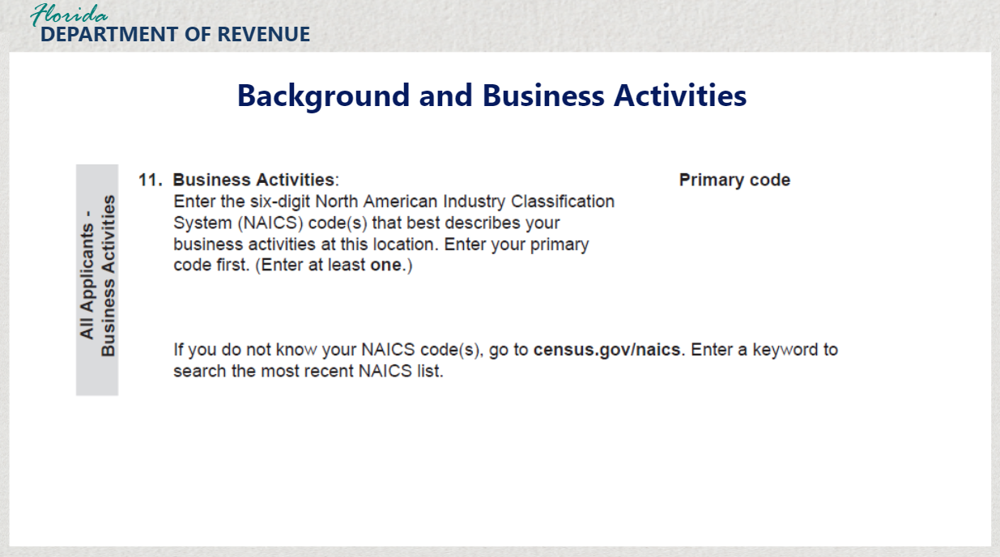 Florida
DEPARTMENT OF REVENUE
Background and Business Activities
All Applicants -
Business Activities
11. Business Activities:
Primary code
Enter the six-digit North American Industry Classification
System (NAICS) code(s) that best describes your
business activities at this location. Enter your primary
code first. (Enter at least one.)
If you do not know your NAICS code(s), go to census.gov/naics. Enter a keyword to
search the most recent NAICS list.